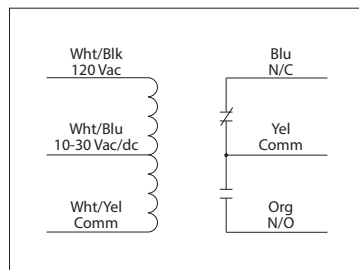 Wht/Blk
120 Vac
Wht/Blu
10-30 Vac/dc
Wht/Yel
Comm
Blu
N/C
Yel
Comm
Org
N/O